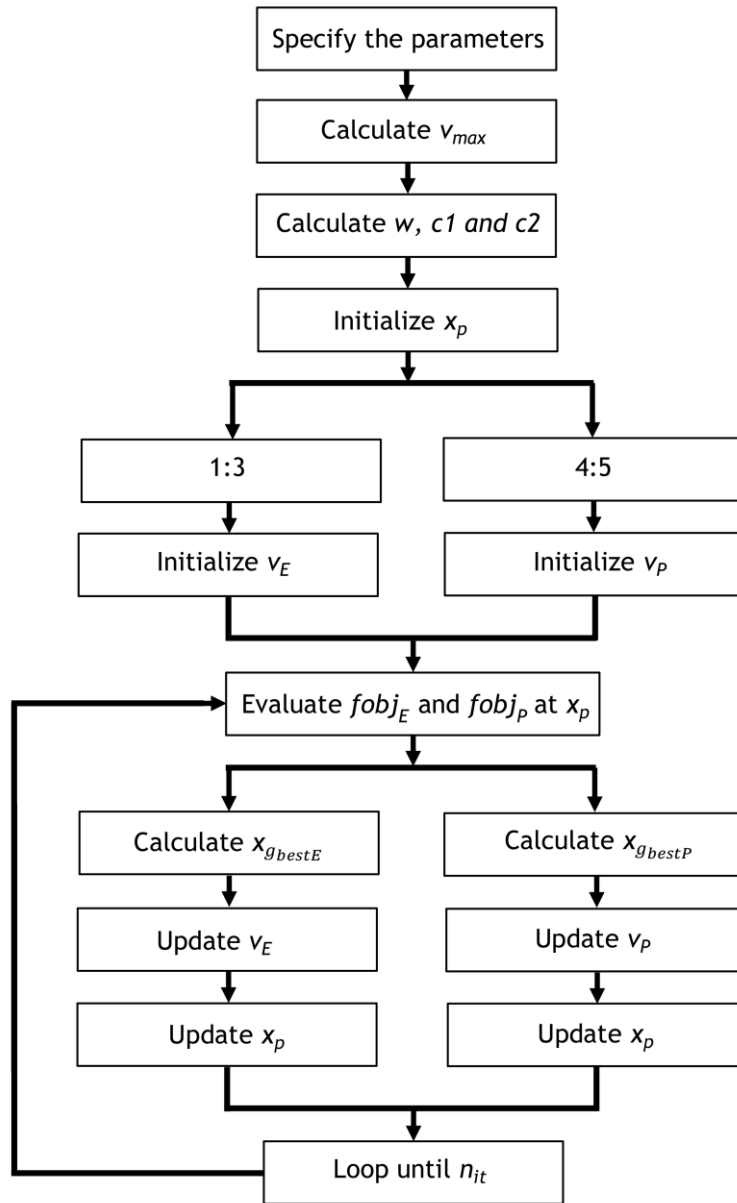 Specify the parameters
Calculate v_max
Calculate w, c1 and c2
Initialize x_p
1:3
4:5
Initialize v_E
Initialize v_P
Evaluate fobj_E and fobj_P at x_p
Calculate x_g_bestE
Calculate x_g_bestP
Update v_E
Update v_P
Update x_p
Update x_p
Loop until n_it